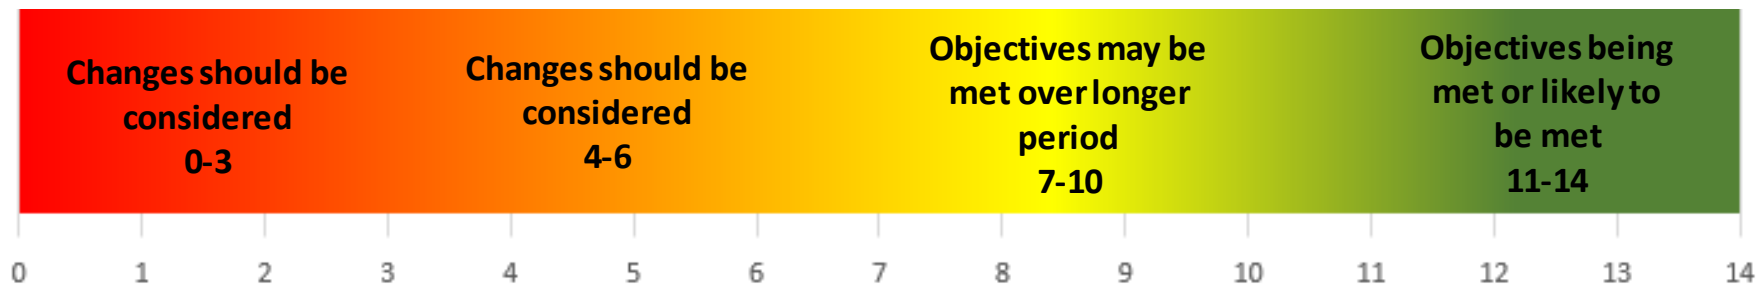 Changes should be
considered
0-3
Changes should be
considered
4-6
Objectives may be
met over longer
period
7-10
Objectives being
met or likely to
be met
11-14
0 1 2 3 4 5 6 7 8 9 10 11 12 13 14